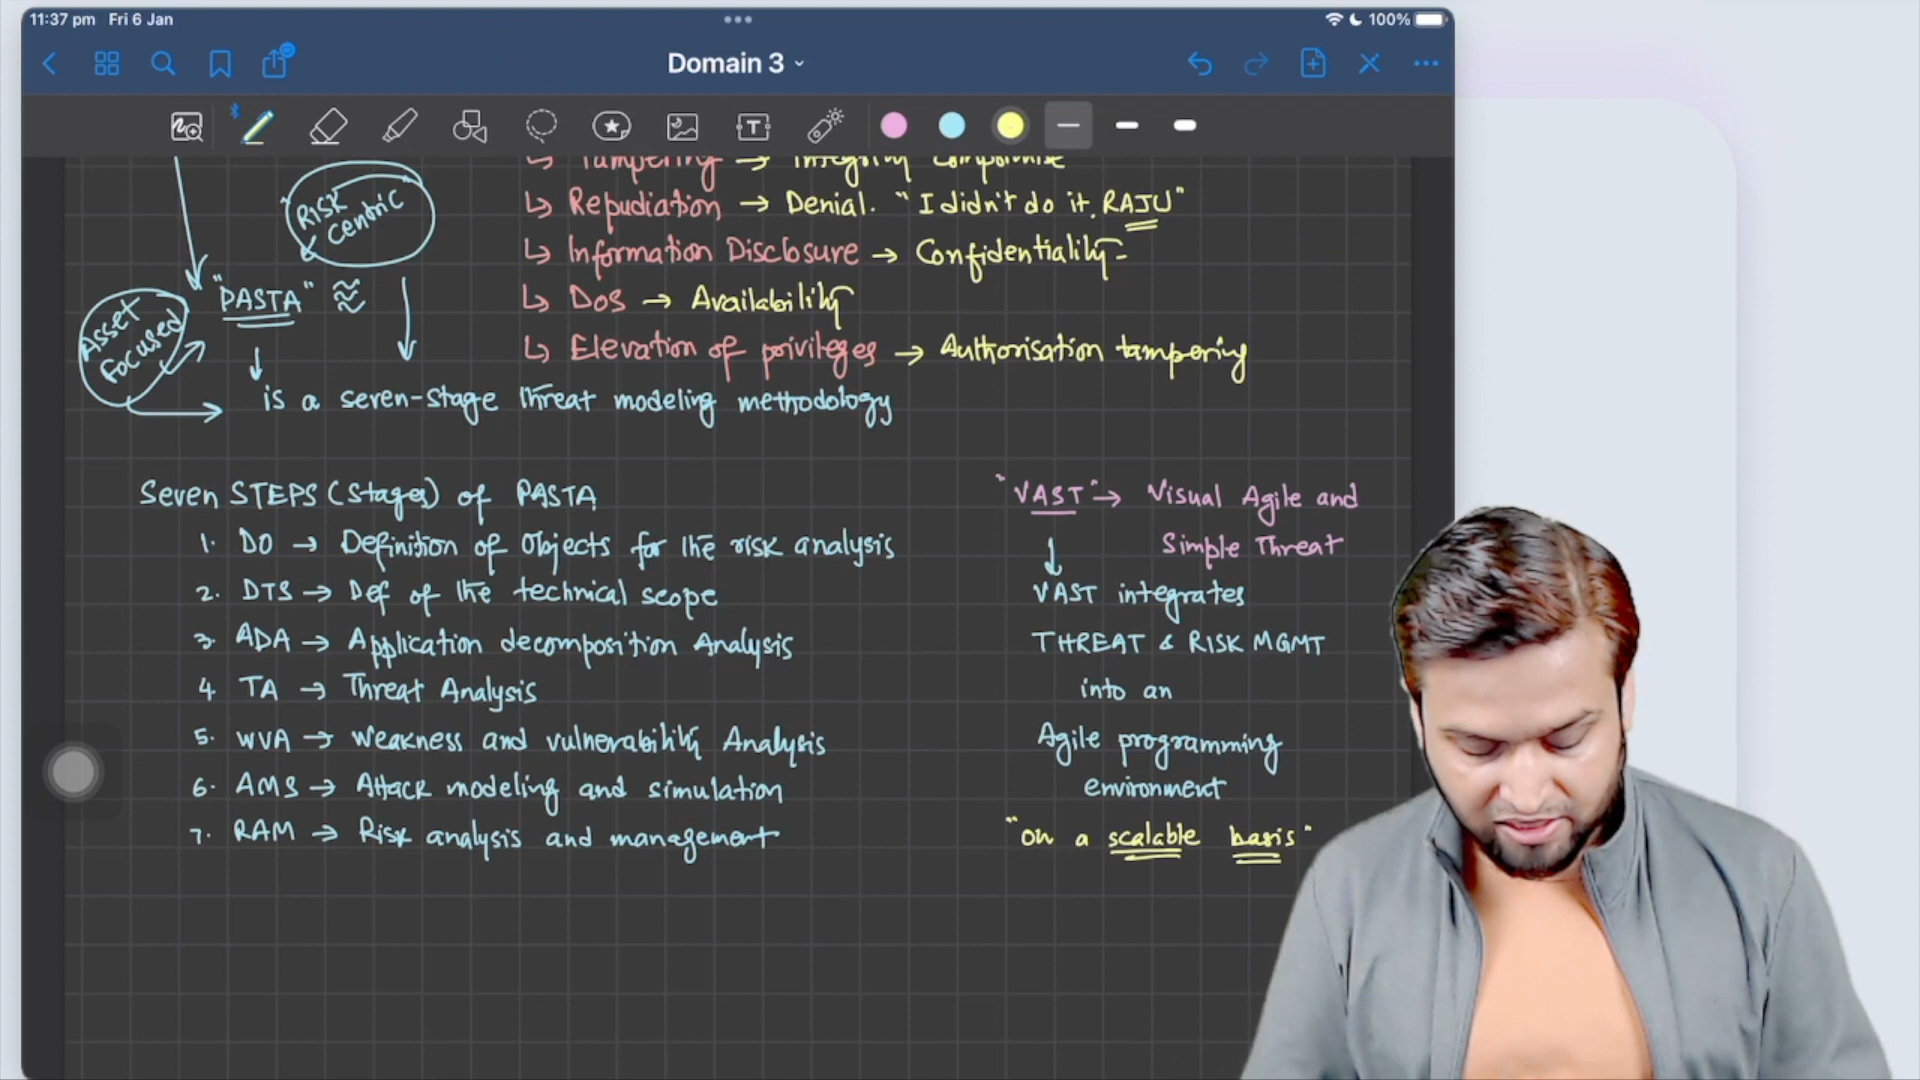 11:37 pm Fri 6 Jan
100%
Domain 3
T
Tampering → Integrity compromise
Repudiation → Denial. "I didn't do it. RAJU"
Information Disclosure → Confidentiality
DoS → Availability
Elevation of privileges → Authorisation tampering
"RISK Centric"
"PASTA" ≈
Asset Focused
is a seven-stage threat modeling methodology
Seven STEPS (Stages) of PASTA
1. DO → Definition of Objects for the risk analysis
2. DTS → Def of the technical scope
3. ADA → Application decomposition Analysis
4. TA → Threat Analysis
5. WVA → Weakness and vulnerability Analysis
6. AMS → Attack modeling and simulation
7. RAM → Risk analysis and management
"VAST" → Visual Agile and
Simple Threat
VAST integrates
THREAT & RISK MGMT
into an
Agile programming
environment
"on a scalable basis"